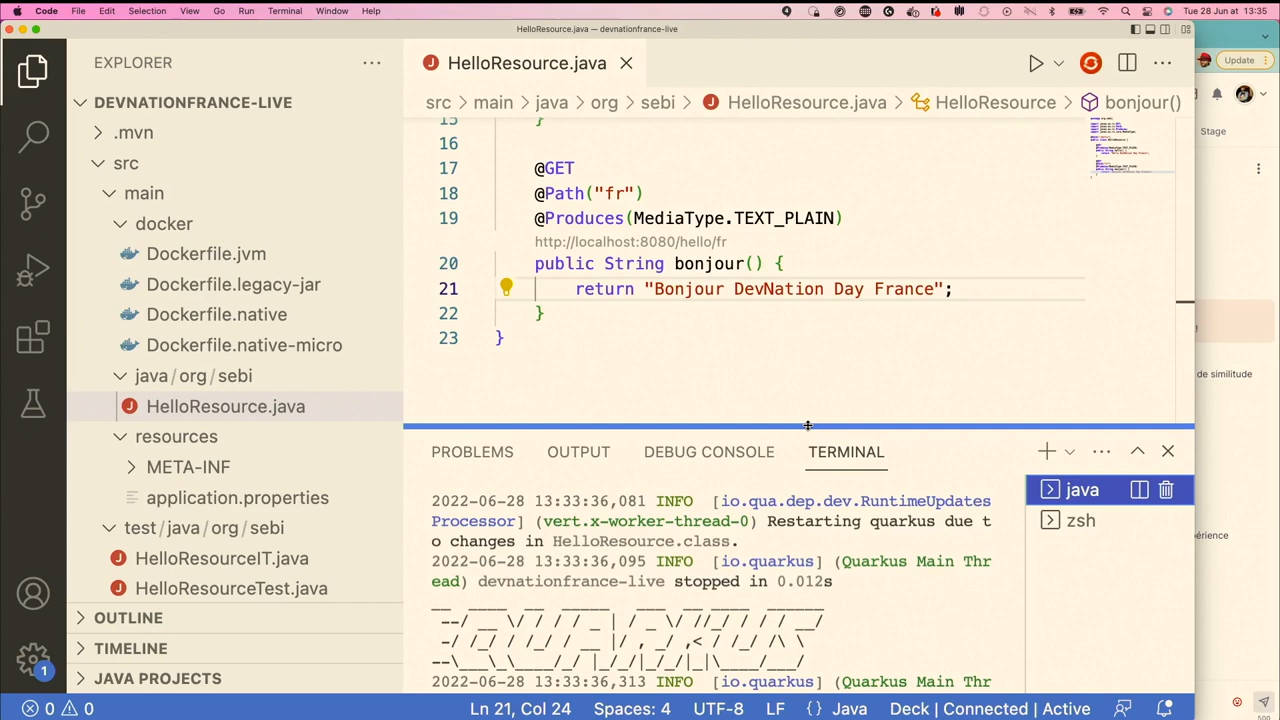 Code File Edit Selection View Go Run Terminal Window Help
Tue 28 Jun at 13:35
HelloResource.java — devnationfrance-live
EXPLORER
DEVNATIONFRANCE-LIVE
.mvn
src
main
docker
Dockerfile.jvm
Dockerfile.legacy-jar
Dockerfile.native
Dockerfile.native-micro
java/org/sebi
HelloResource.java
resources
META-INF
application.properties
test/java/org/sebi
HelloResourceIT.java
HelloResourceTest.java
OUTLINE
TIMELINE
JAVA PROJECTS
HelloResource.java
src > main > java > org > sebi > HelloResource.java > HelloResource > bonjour()
15 }
16
17 @GET
18 @Path("fr")
19 @Produces(MediaType.TEXT_PLAIN)
http://localhost:8080/hello/fr
20 public String bonjour() {
21 return "Bonjour DevNation Day France";
22 }
23 }
PROBLEMS OUTPUT DEBUG CONSOLE TERMINAL
2022-06-28 13:33:36,081 INFO [io.qua.dep.dev.RuntimeUpdates
Processor] (vert.x-worker-thread-0) Restarting quarkus due t
o changes in HelloResource.class.
2022-06-28 13:33:36,095 INFO [io.quarkus] (Quarkus Main Thr
ead) devnationfrance-live stopped in 0.012s
2022-06-28 13:33:36,313 INFO [io.quarkus] (Quarkus Main Thr
java
zsh
Update
Stage
de similitude
périence
0 0
Ln 21, Col 24 Spaces: 4 UTF-8 LF {} Java Deck | Connected | Active
1